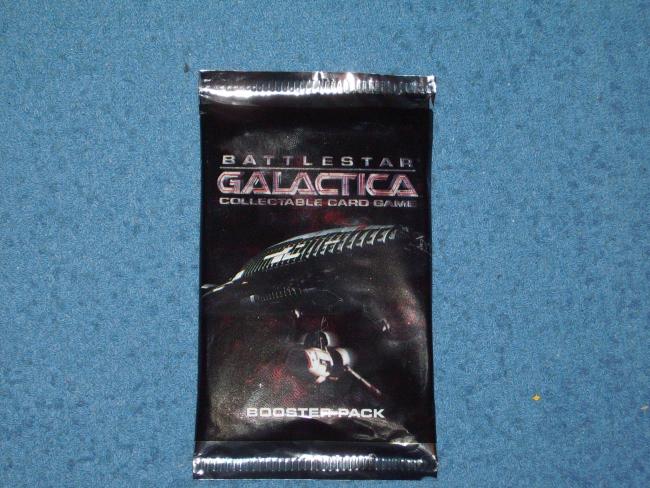 BATTLESTAR
GALACTICA
COLLECTABLE CARD GAME
BOOSTER PACK